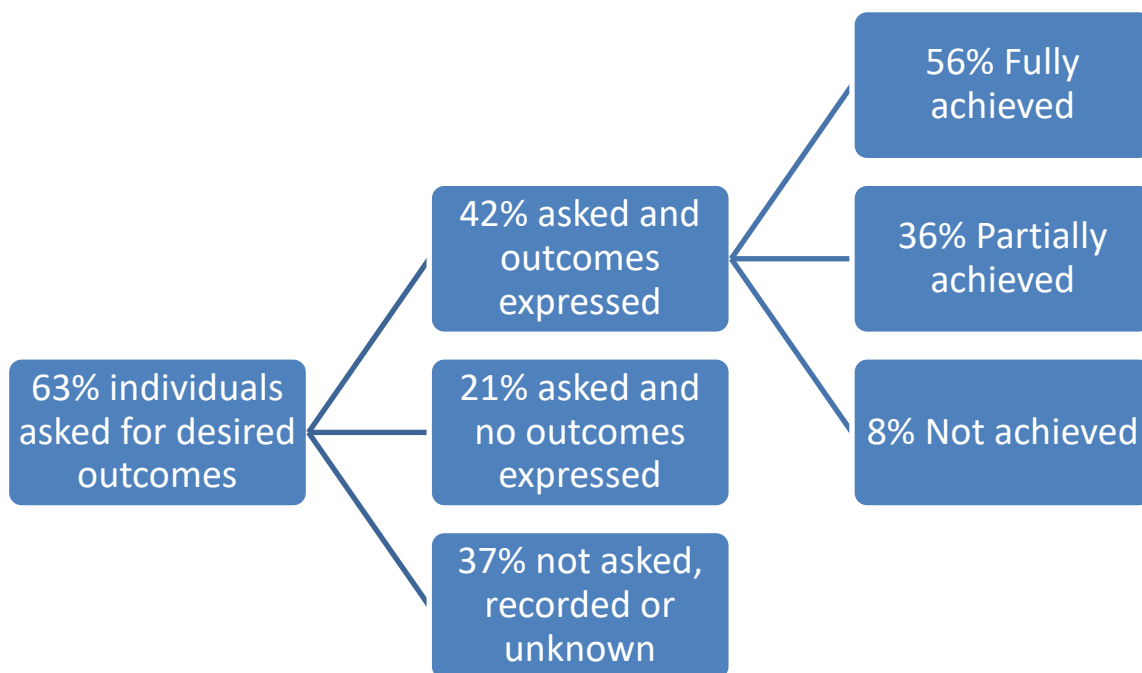 63% individuals
asked for desired
outcomes
42% asked and
outcomes
expressed
21% asked and
no outcomes
expressed
37% not asked,
recorded or
unknown
56% Fully
achieved
36% Partially
achieved
8% Not achieved